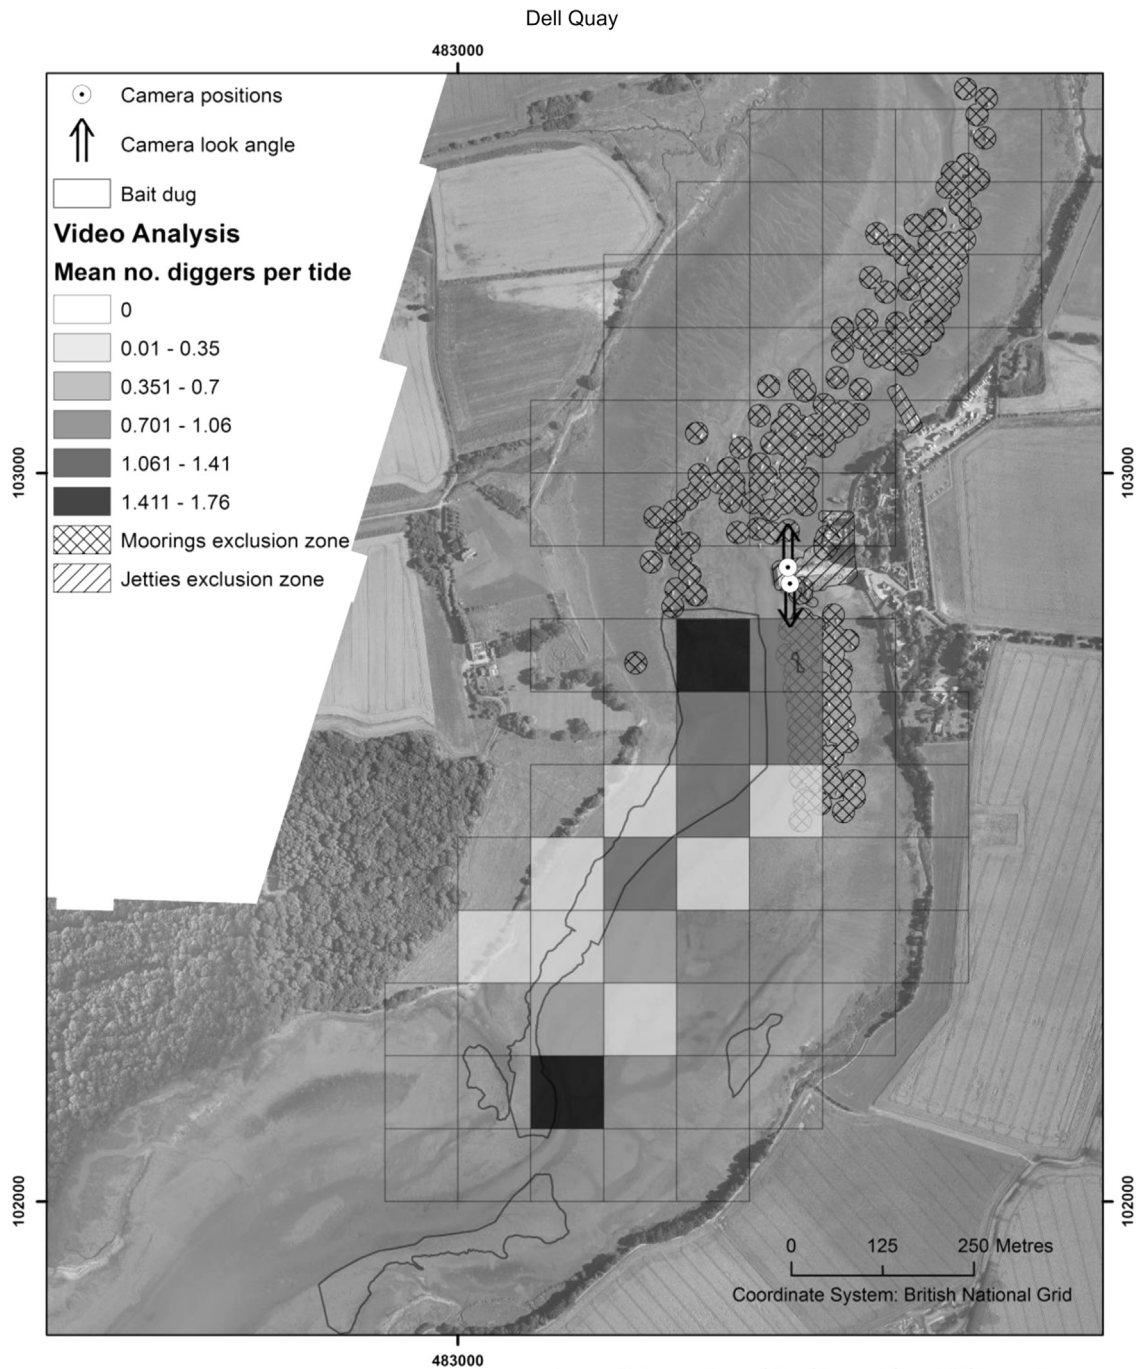 Dell Quay
483000
Camera positions
Camera look angle
Bait dug
Video Analysis
Mean no. diggers per tide
0
0.01 - 0.35
0.351 - 0.7
0.701 - 1.06
1.061 - 1.41
1.411 - 1.76
Moorings exclusion zone
Jetties exclusion zone
103000
103000
102000
102000
0 125 250 Metres
Coordinate System: British National Grid
483000